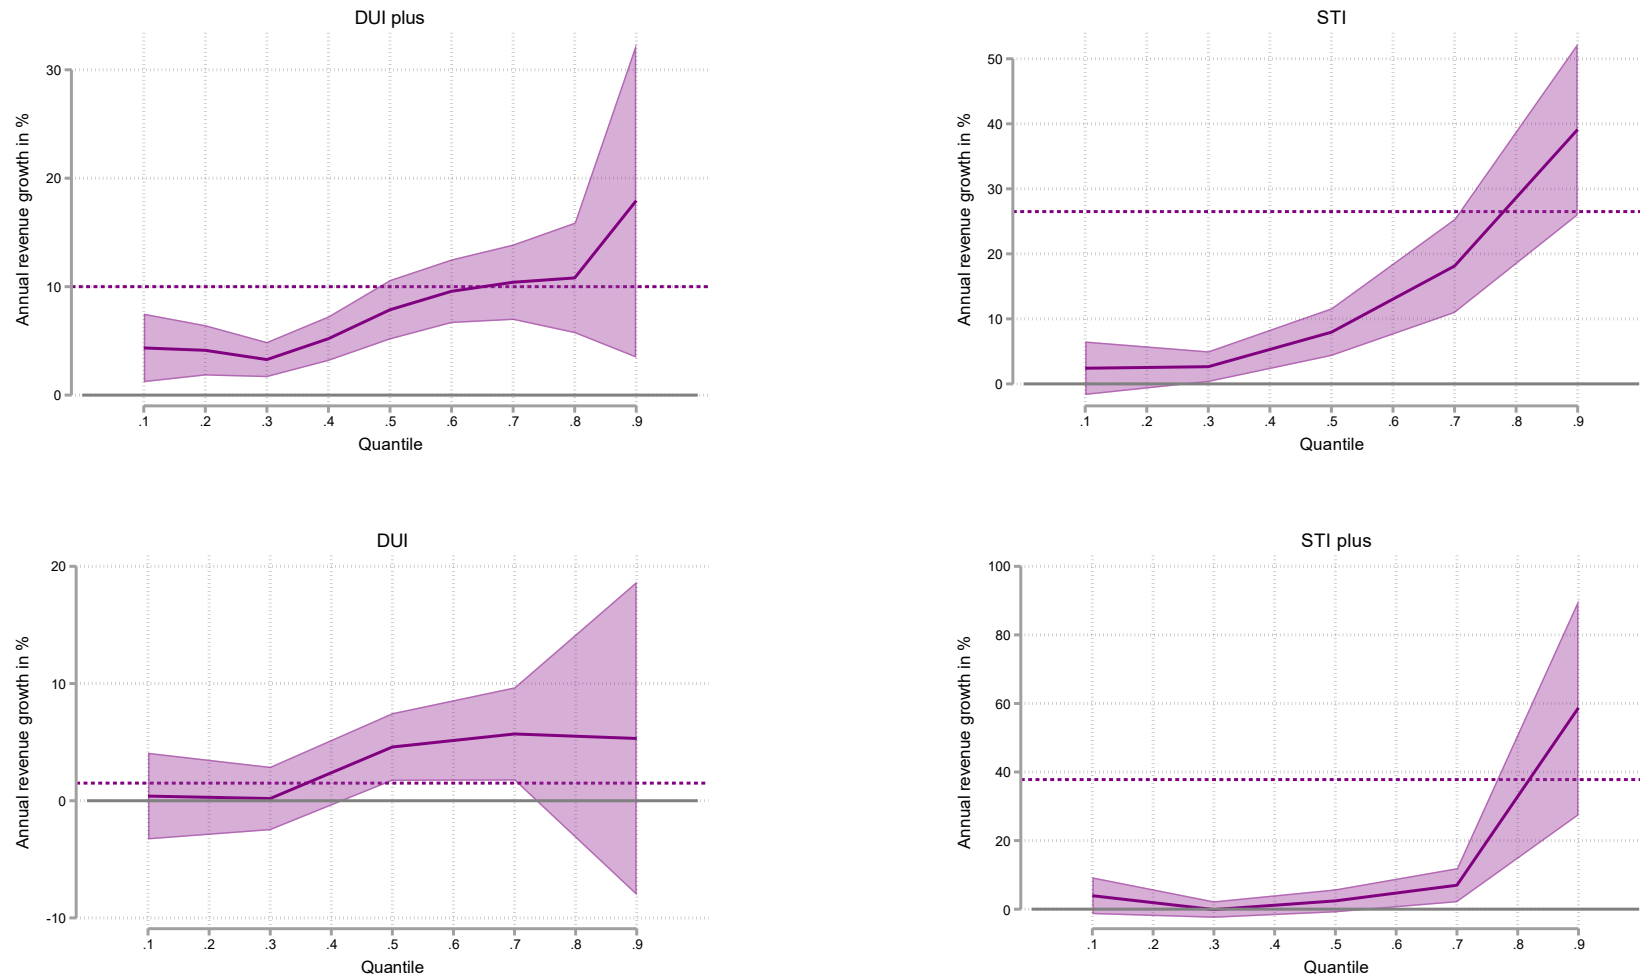 DUI plus
Annual revenue growth in %
30
20
10
0
.1 .2 .3 .4 .5 .6 .7 .8 .9
Quantile
STI
Annual revenue growth in %
50
40
30
20
10
0
.1 .2 .3 .4 .5 .6 .7 .8 .9
Quantile
DUI
Annual revenue growth in %
20
10
0
-10
.1 .2 .3 .4 .5 .6 .7 .8 .9
Quantile
STI plus
Annual revenue growth in %
100
80
60
40
20
0
.1 .2 .3 .4 .5 .6 .7 .8 .9
Quantile